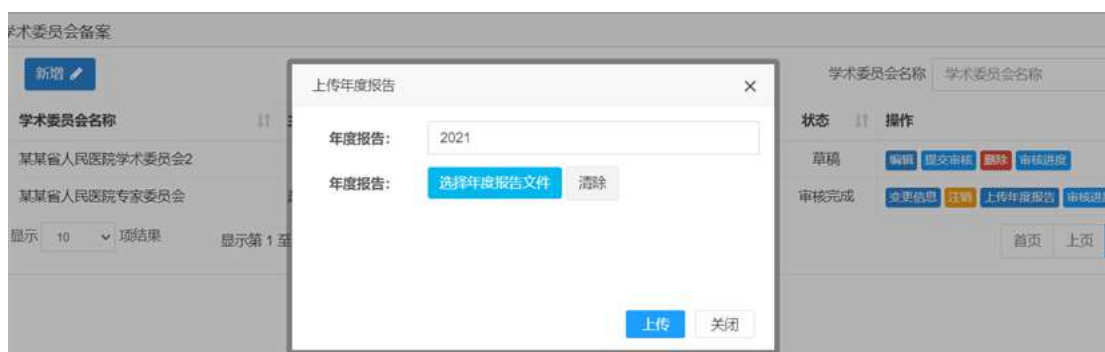 学术委员会备案
新增
学术委员会名称 学术委员会名称
学术委员会名称 状态 操作
某某省人民医院学术委员会2 草稿 编辑 提交审核 删除 审核进度
某某省人民医院专家委员会 审核完成 变更信息 注销 上传年度报告 审核进
显示 10 项结果 显示第 1 至 首页 上页
上传年度报告 ×
年度报告： 2021
年度报告： 选择年度报告文件 清除
上传 关闭